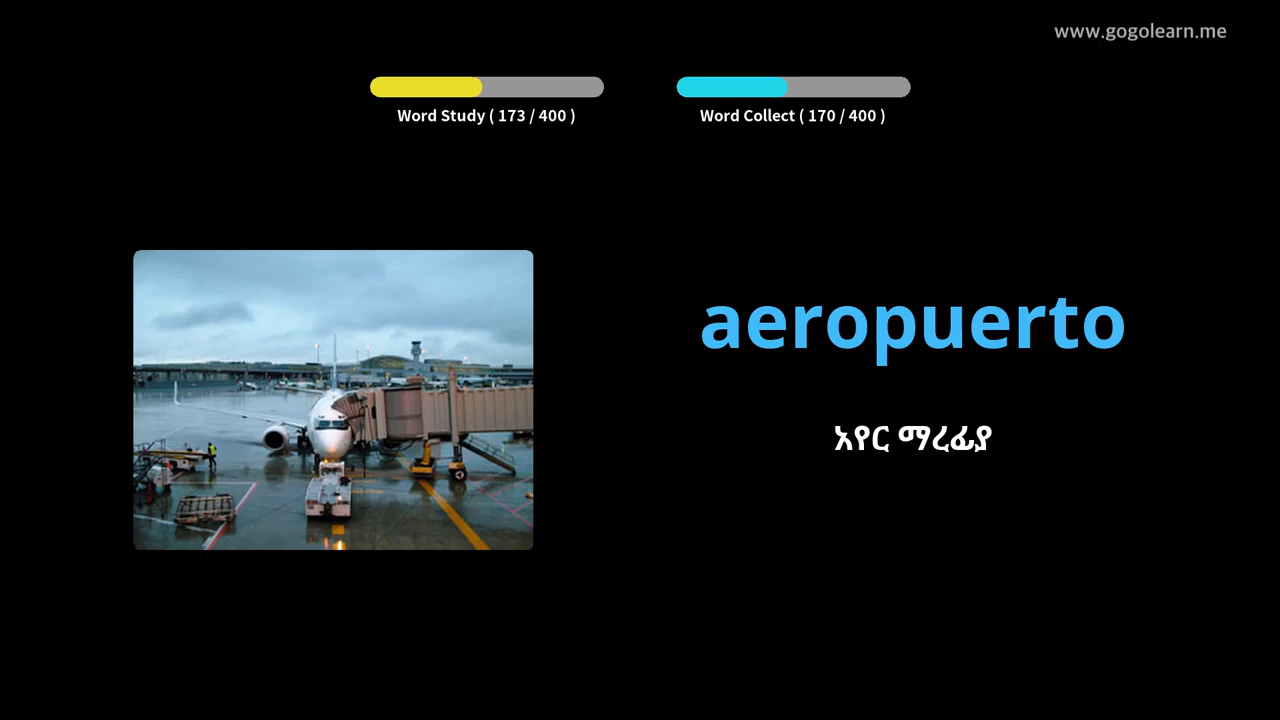 www.gogolearn.me
Word Study ( 173 / 400 )
Word Collect ( 170 / 400 )
aeropuerto
አየር ማረፊያ